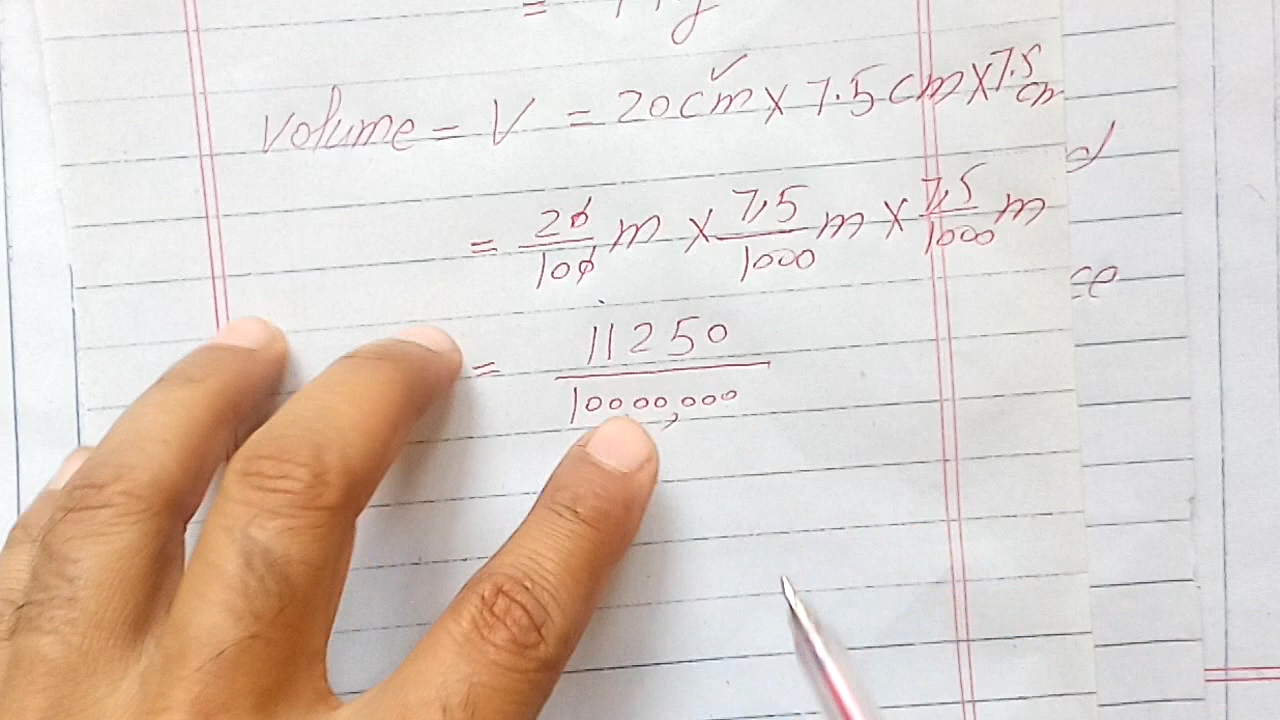 Volume = V = 20cm × 7.5cm × 7.5 cm
= 20/100 m × 7.5/1000 m × 7.5/1000 m
= 11250/10000,000